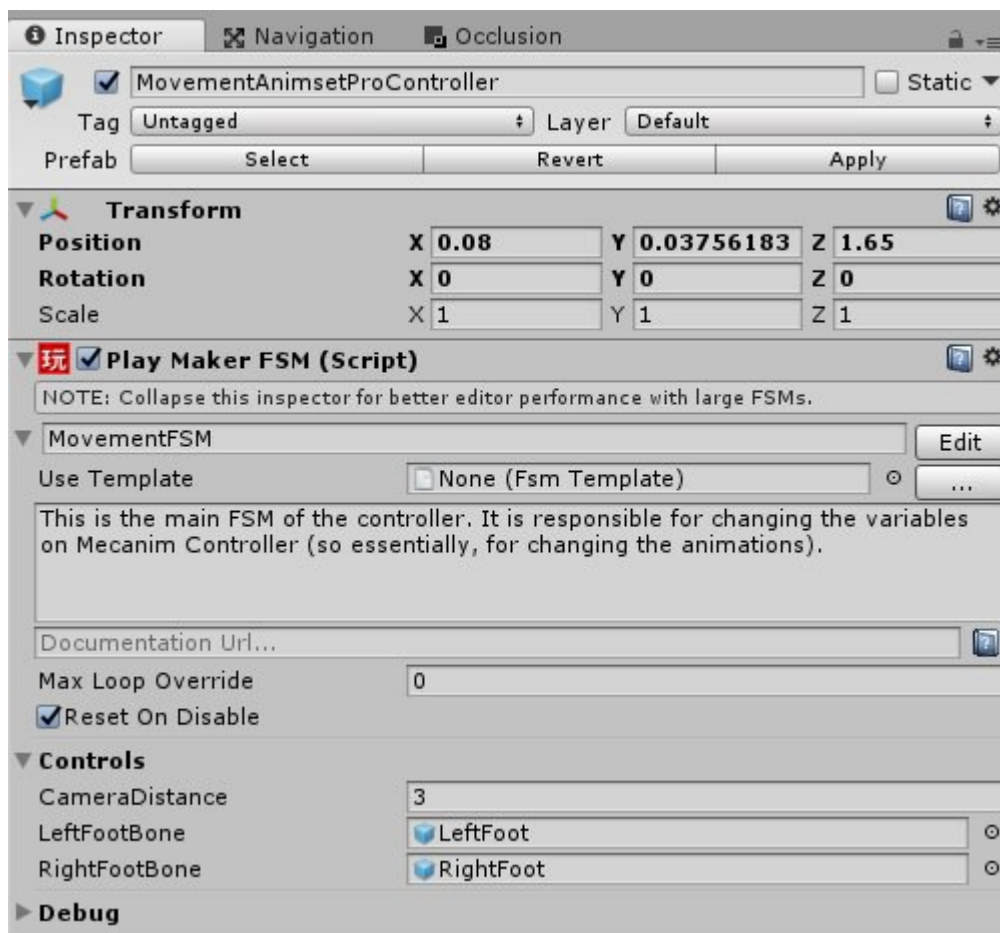 Inspector Navigation Occlusion
MovementAnimsetProController Static
Tag Untagged Layer Default
Prefab Select Revert Apply
Transform
Position X 0.08 Y 0.03756183 Z 1.65
Rotation X 0 Y 0 Z 0
Scale X 1 Y 1 Z 1
玩 Play Maker FSM (Script)
NOTE: Collapse this inspector for better editor performance with large FSMs.
MovementFSM Edit
Use Template None (Fsm Template) ...
This is the main FSM of the controller. It is responsible for changing the variables
on Mecanim Controller (so essentially, for changing the animations).
Documentation Url...
Max Loop Override 0
Reset On Disable
Controls
CameraDistance 3
LeftFootBone LeftFoot
RightFootBone RightFoot
Debug